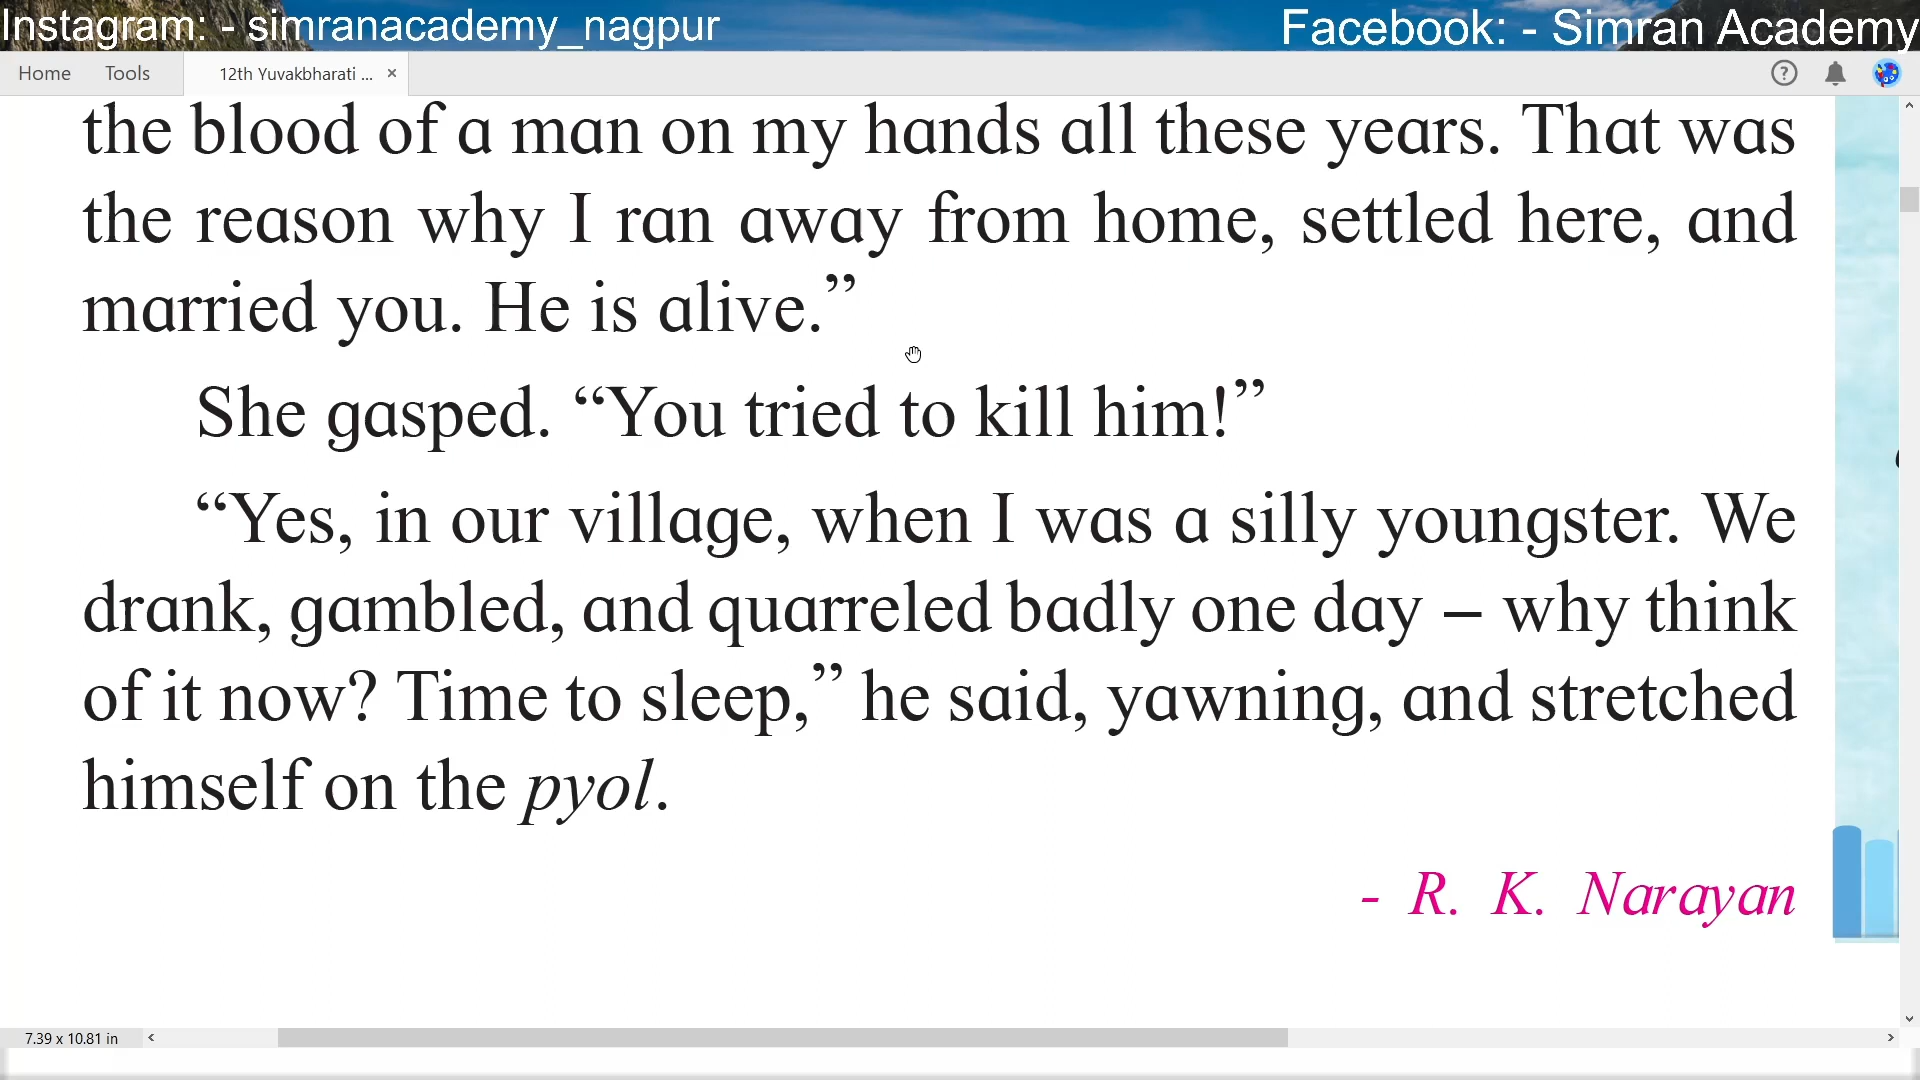 Instagram: - simranacademy_nagpur
Facebook: - Simran Academy
Home Tools 12th Yuvakbharati ... ×
the blood of a man on my hands all these years. That was
the reason why I ran away from home, settled here, and
married you. He is alive.”
She gasped. “You tried to kill him!”
“Yes, in our village, when I was a silly youngster. We
drank, gambled, and quarreled badly one day – why think
of it now? Time to sleep,” he said, yawning, and stretched
himself on the pyol.
- R. K. Narayan
7.39 x 10.81 in